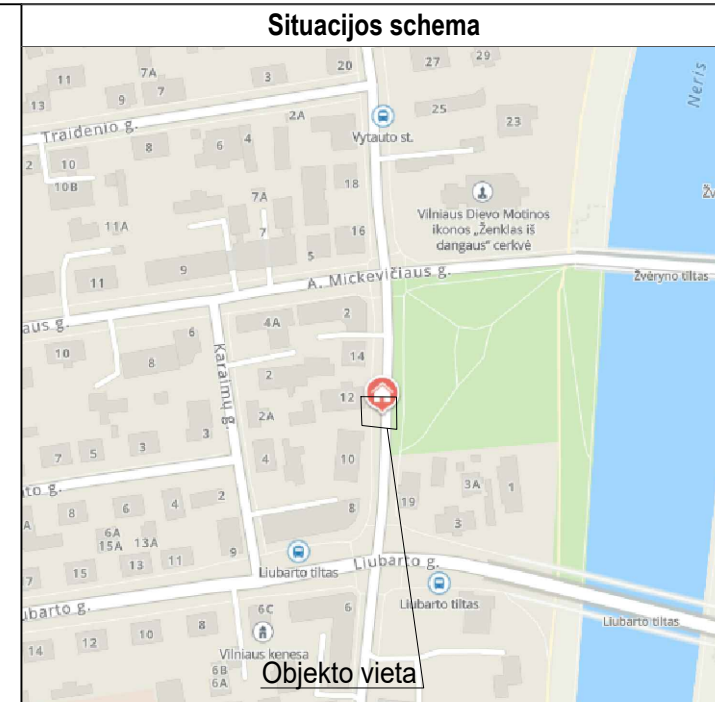 Situacijos schema
20
27
29
11
7A
3
7
9
13
Neris
2A
25
Vytauto st.
23
Traidenio g.
4
6
8
2
10
10B
18
7A
Vilniaus Dievo Motinos
ikonos „Ženklas iš
dangaus“ cerkvė
11A
7
16
5
9
11
A. Mickevičiaus g.
Žvėryno tiltas
aus g.
4A
2
6
10
8
14
Karaimų g.
2
12
2A
3
3
5
7
4
10
to g.
2
19
3A
1
8
6
4
8
3
6A
15A
13A
9
11
13
15
17
Liubarto g.
Liubarto tiltas
Liubarto tiltas
ubarto g.
Liubarto tiltas
6C
6
8
10
12
14
Vilniaus kenesa
6B
6A
Objekto vieta